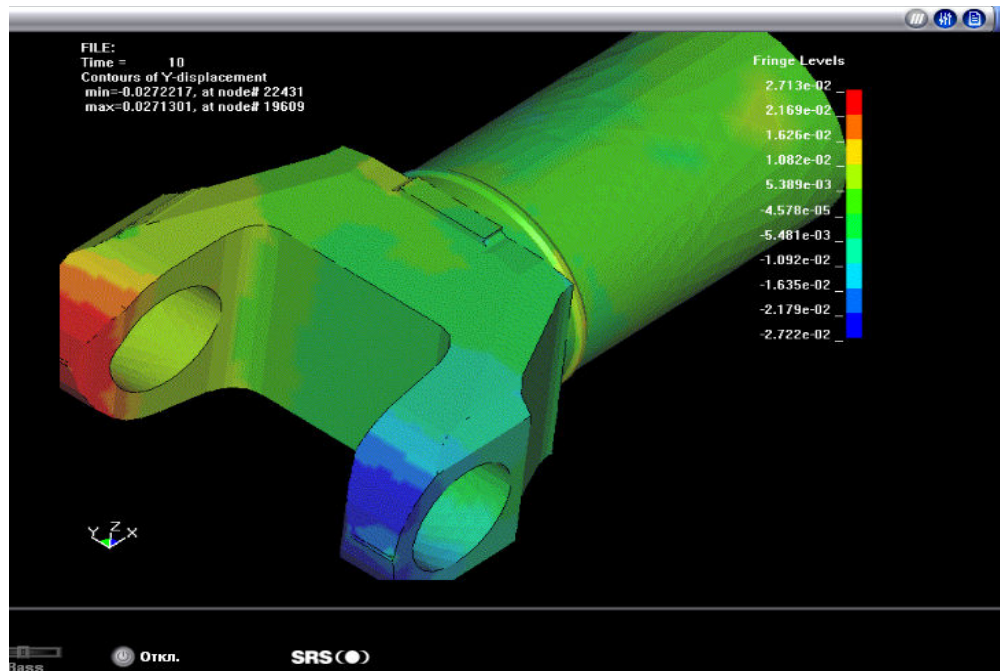 FILE:
Time = 10
Contours of Y-displacement
min=-0.0272217, at node# 22431
max=0.0271301, at node# 19609
Fringe Levels
2.713e-02
2.169e-02
1.626e-02
1.082e-02
5.389e-03
-4.578e-05
-5.481e-03
-1.092e-02
-1.635e-02
-2.179e-02
-2.722e-02
Y Z X
Bass
Откл.
SRS(●)